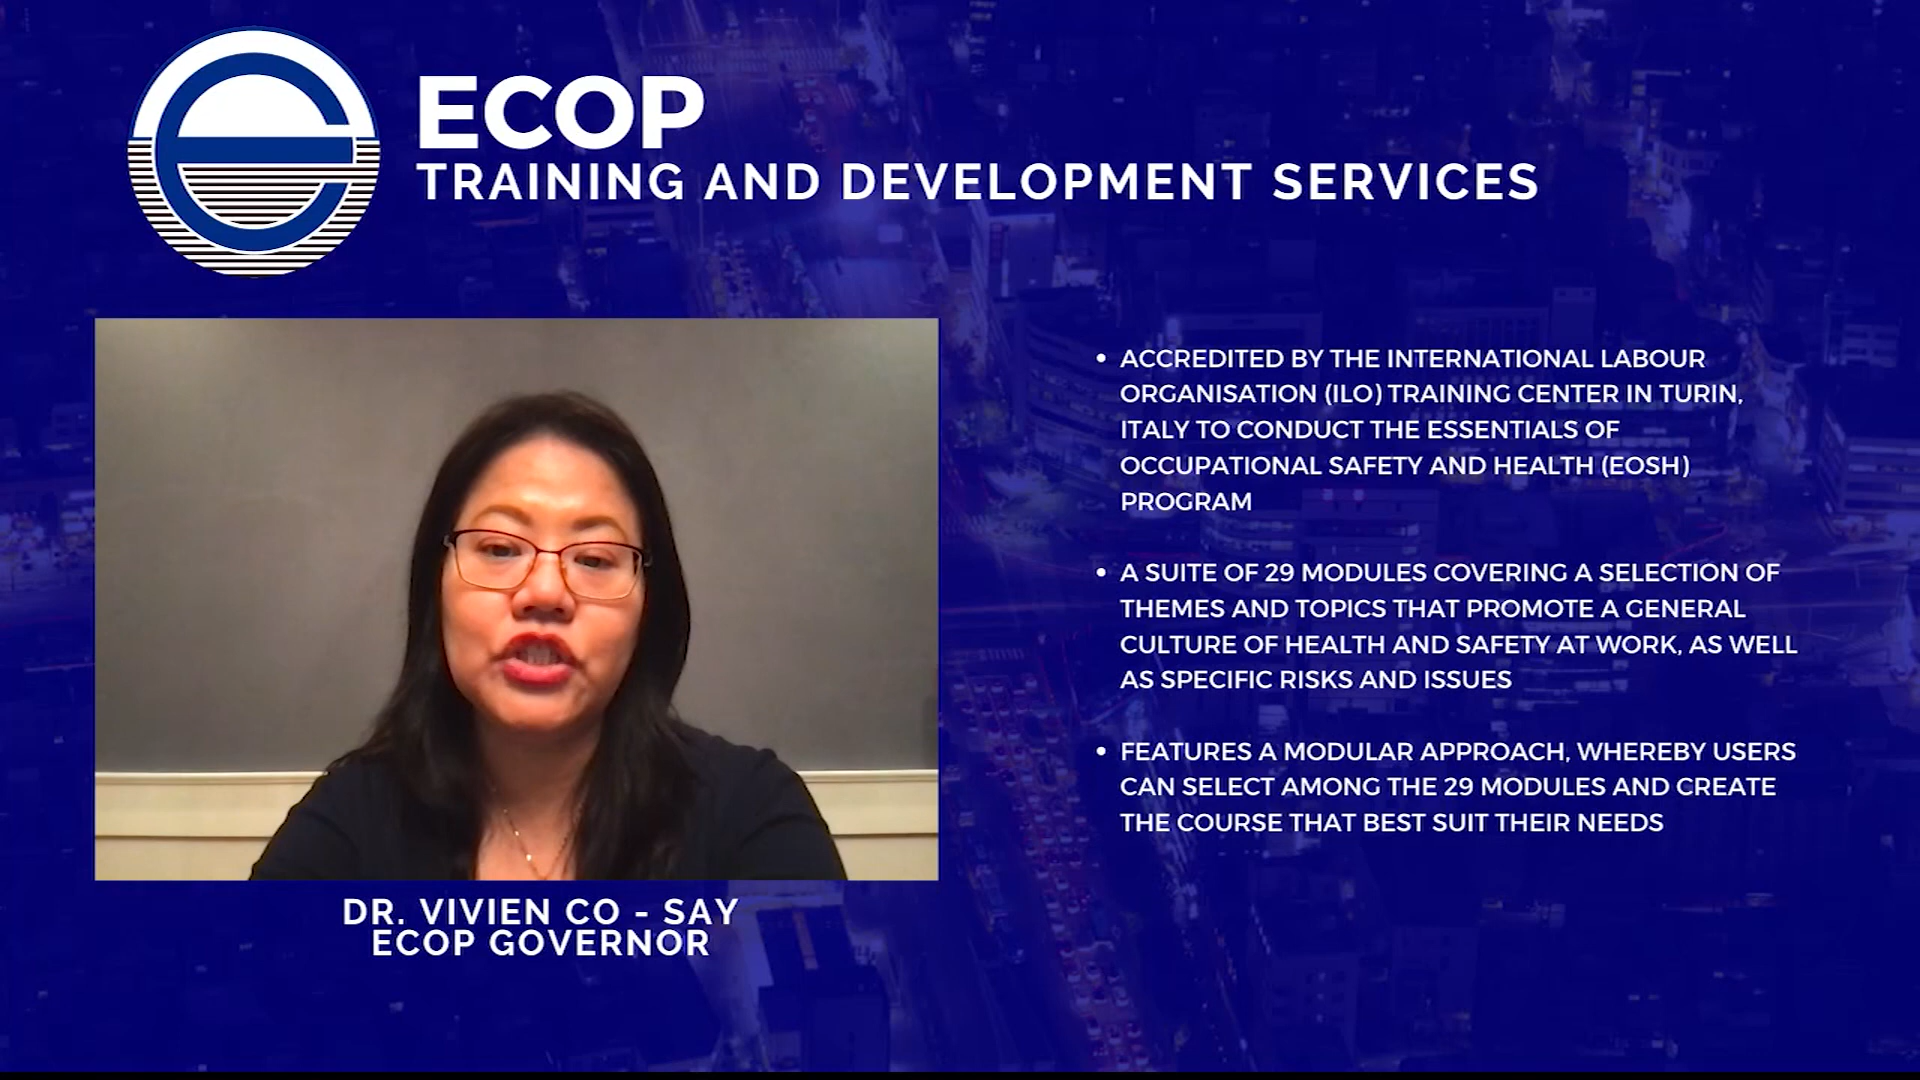 ECOP
TRAINING AND DEVELOPMENT SERVICES
DR. VIVIEN CO - SAY
ECOP GOVERNOR
• ACCREDITED BY THE INTERNATIONAL LABOUR
ORGANISATION (ILO) TRAINING CENTER IN TURIN,
ITALY TO CONDUCT THE ESSENTIALS OF
OCCUPATIONAL SAFETY AND HEALTH (EOSH)
PROGRAM
• A SUITE OF 29 MODULES COVERING A SELECTION OF
THEMES AND TOPICS THAT PROMOTE A GENERAL
CULTURE OF HEALTH AND SAFETY AT WORK, AS WELL
AS SPECIFIC RISKS AND ISSUES
• FEATURES A MODULAR APPROACH, WHEREBY USERS
CAN SELECT AMONG THE 29 MODULES AND CREATE
THE COURSE THAT BEST SUIT THEIR NEEDS